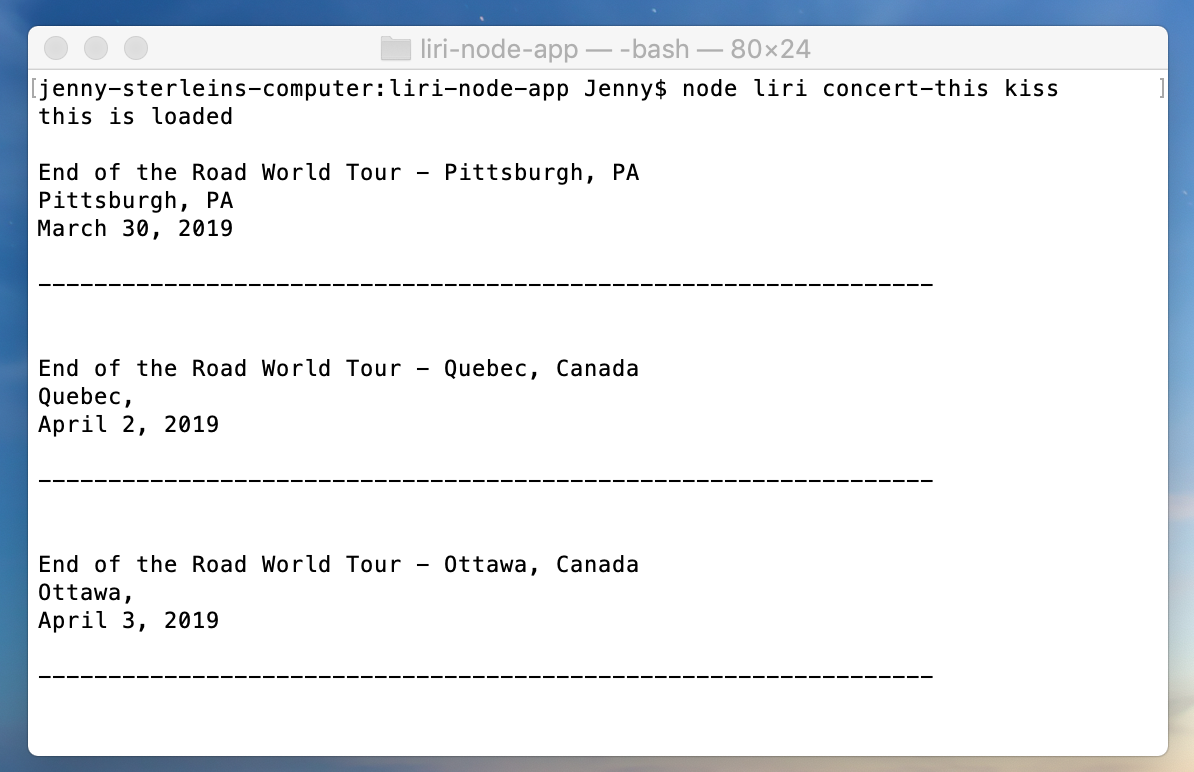 liri-node-app — -bash — 80×24
[jenny-sterleins-computer:liri-node-app Jenny$ node liri concert-this kiss ]
this is loaded
End of the Road World Tour - Pittsburgh, PA
Pittsburgh, PA
March 30, 2019
----------------------------------------------------------------
End of the Road World Tour - Quebec, Canada
Quebec,
April 2, 2019
----------------------------------------------------------------
End of the Road World Tour - Ottawa, Canada
Ottawa,
April 3, 2019
----------------------------------------------------------------